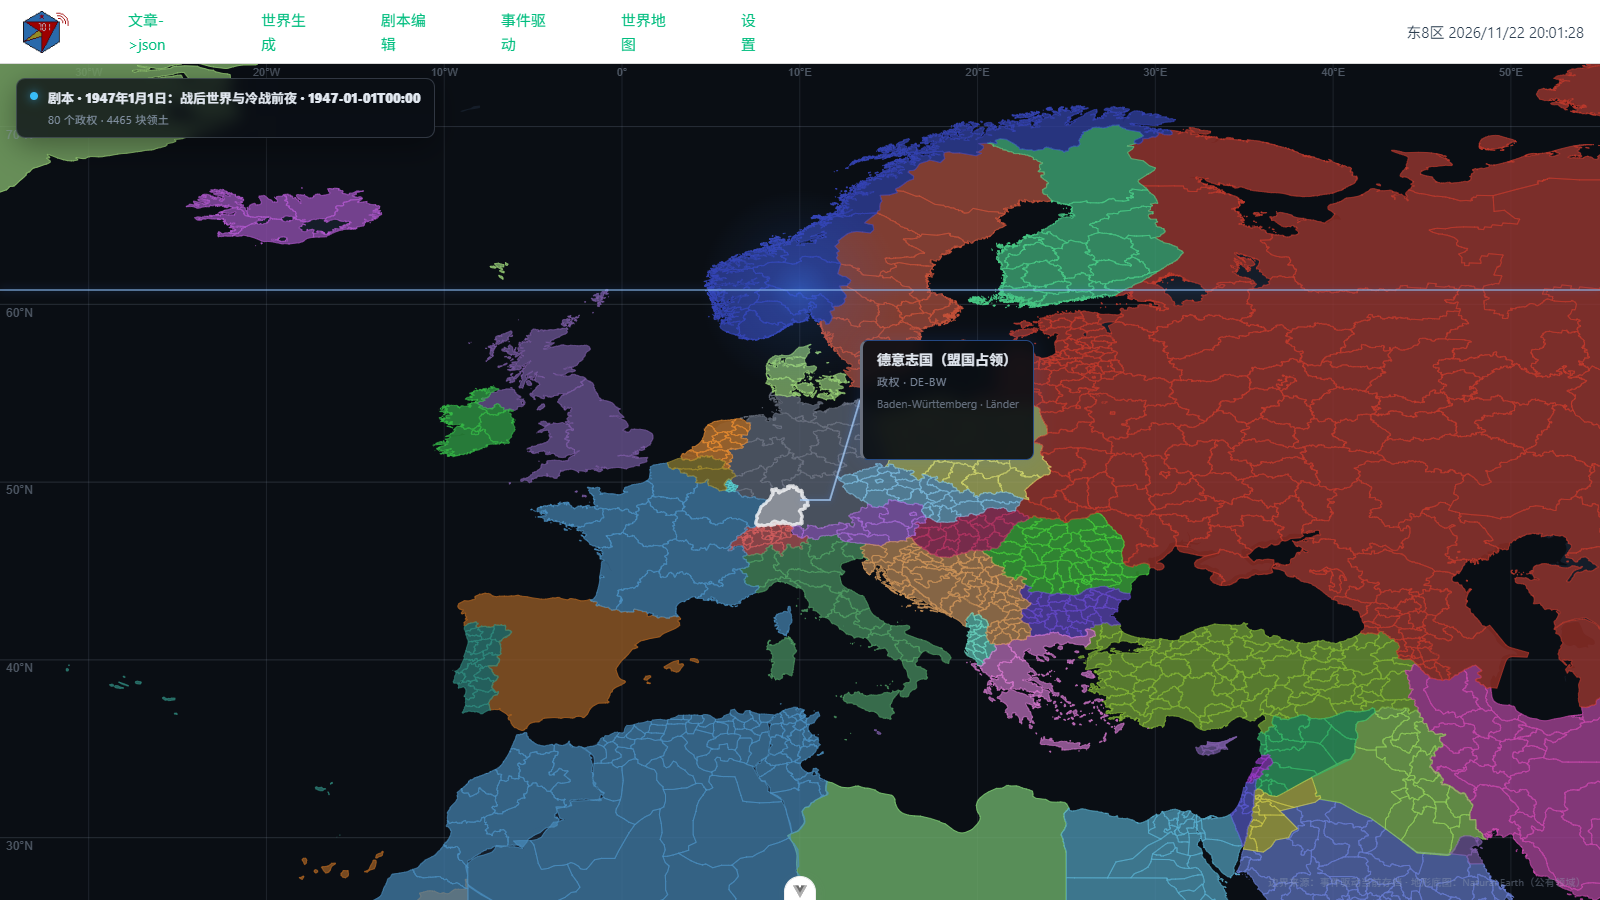 文章-
>json
世界生
成
剧本编
辑
事件驱
动
世界地
图
设
置
东8区 2026/11/22 20:01:28
30°W 20°W 10°W 0° 10°E 20°E 30°E 40°E 50°E
剧本 · 1947年1月1日：战后世界与冷战前夜 · 1947-01-01T00:00
80 个政权 · 4465 块领土
60°N
德意志国（盟国占领）
政权 · DE-BW
Baden-Württemberg · Länder
50°N
40°N
30°N